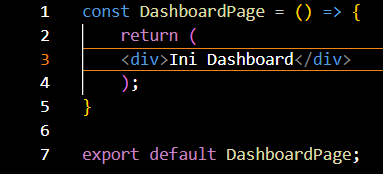 1 const DashboardPage = () => {
2 return (
3 <div>Ini Dashboard</div>
4 );
5 }
6
7 export default DashboardPage;